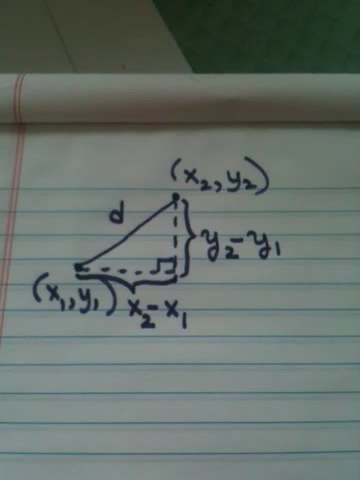 (x₂, y₂)
d
y₂-y₁
(x₁, y₁)
x₂-x₁